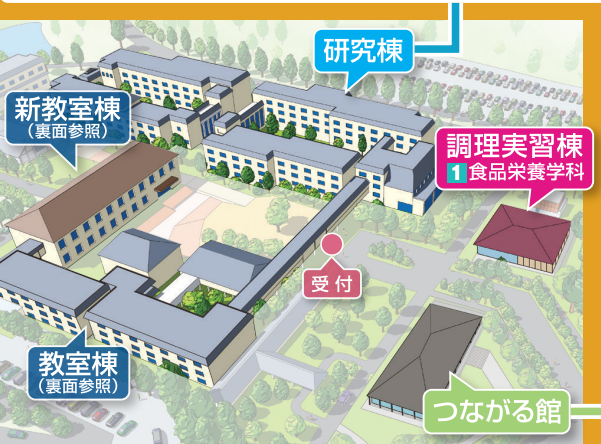 研究棟
新教室棟
（裏面参照）
調理実習棟
1 食品栄養学科
受付
教室棟
（裏面参照）
つながる館